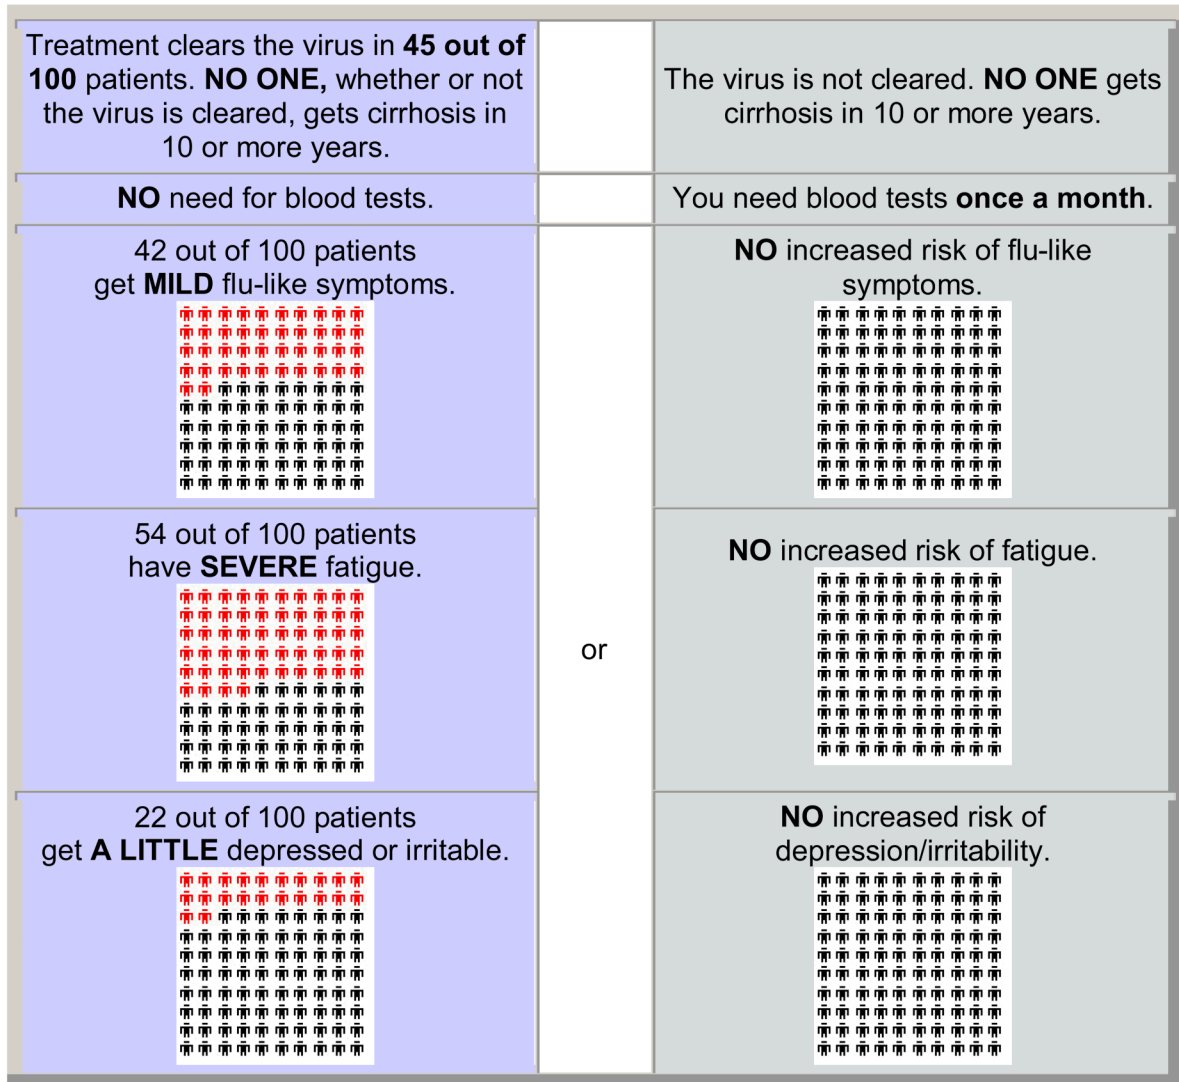 Treatment clears the virus in 45 out of
100 patients. NO ONE, whether or not
the virus is cleared, gets cirrhosis in
10 or more years.
The virus is not cleared. NO ONE gets
cirrhosis in 10 or more years.
NO need for blood tests.
You need blood tests once a month.
42 out of 100 patients
get MILD flu-like symptoms.
NO increased risk of flu-like
symptoms.
54 out of 100 patients
have SEVERE fatigue.
NO increased risk of fatigue.
or
22 out of 100 patients
get A LITTLE depressed or irritable.
NO increased risk of
depression/irritability.